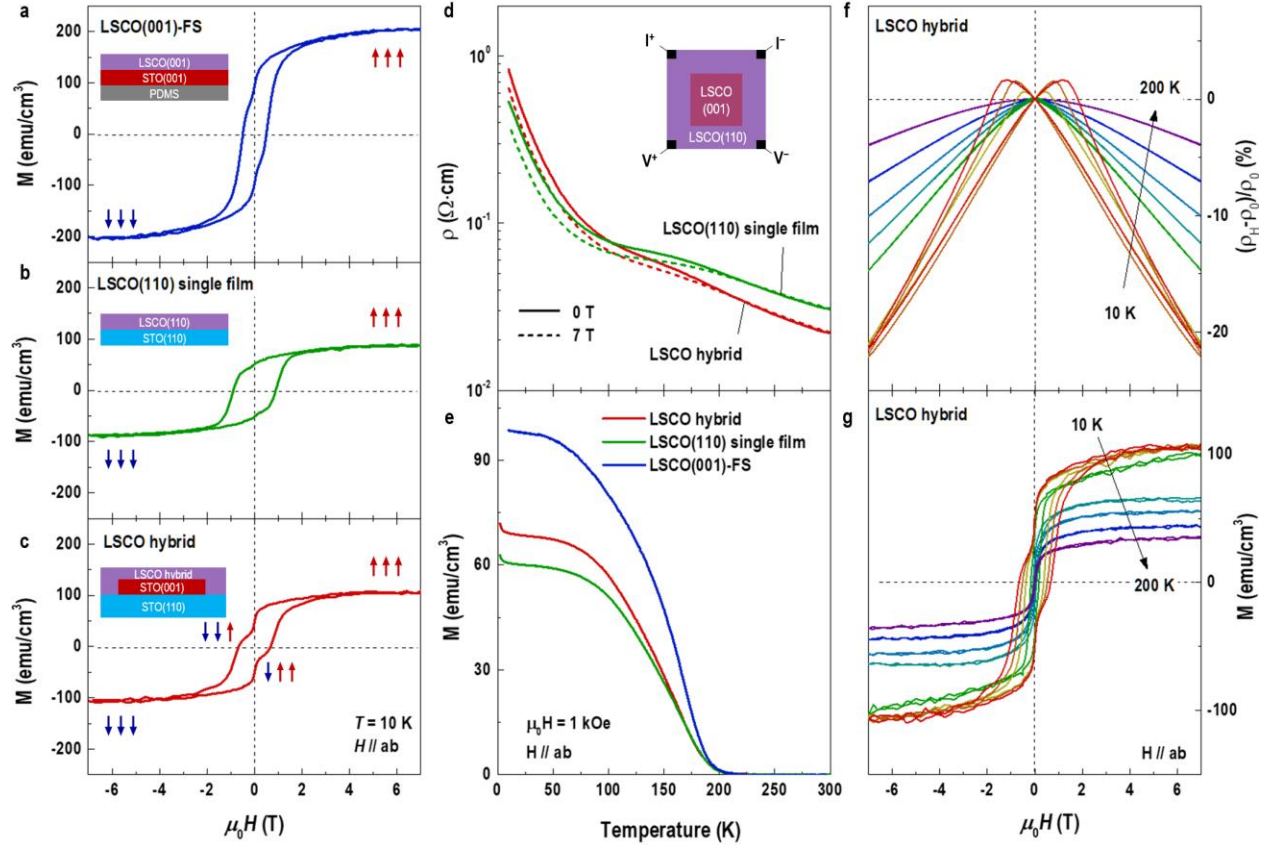 a
LSCO(001)-FS
LSCO(001)
STO(001)
PDMS
200
100
0
-100
-200
M (emu/cm³)
b
LSCO(110) single film
LSCO(110)
STO(110)
200
100
0
-100
-200
M (emu/cm³)
c
LSCO hybrid
LSCO hybrid
STO(001)
STO(110)
T = 10 K
H // ab
200
100
0
-100
-200
M (emu/cm³)
-6 -4 -2 0 2 4 6
μ₀H (T)
d
I⁺
I⁻
LSCO
(001)
LSCO(110)
V⁺
V⁻
10⁰
10⁻¹
10⁻²
ρ (Ω·cm)
LSCO(110) single film
0 T
7 T
LSCO hybrid
e
LSCO hybrid
LSCO(110) single film
LSCO(001)-FS
90
60
30
0
M (emu/cm³)
μ₀H = 1 kOe
H // ab
0 50 100 150 200 250 300
Temperature (K)
f
LSCO hybrid
200 K
10 K
0
-10
-20
(ρH-ρ0)/ρ0 (%)
g
LSCO hybrid
10 K
200 K
100
0
-100
M (emu/cm³)
H // ab
-6 -4 -2 0 2 4 6
μ₀H (T)